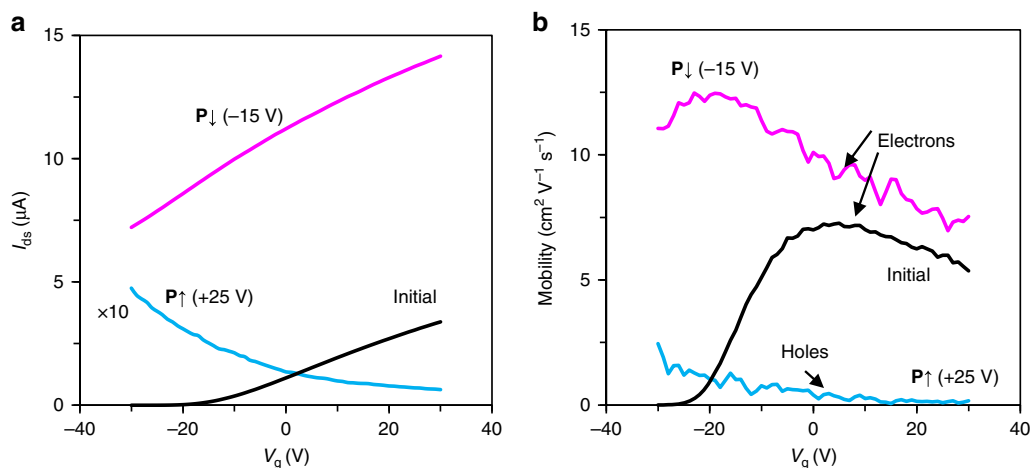 a
15
10
5
0
I_ds (μA)
P↓ (–15 V)
P↑ (+25 V)
×10
Initial
–40
–20
0
20
40
V_g (V)
b
15
10
5
0
Mobility (cm² V⁻¹ s⁻¹)
P↓ (–15 V)
Electrons
Initial
Holes
P↑ (+25 V)
–40
–20
0
20
40
V_g (V)